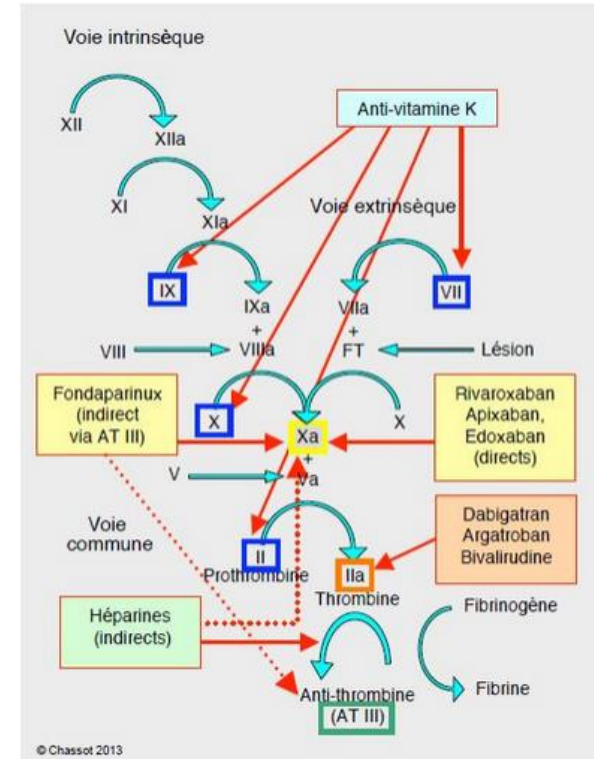 Voie intrinsèque
Anti-vitamine K
XII
XIIa
XI
XIa
Voie extrinsèque
IX
VII
IXa
+
VIIIa
VIIa
+
FT
VIII
Lésion
Fondaparinux
(indirect
via AT III)
X
Xa
+
Va
X
Rivaroxaban
Apixaban,
Edoxaban
(directs)
V
Voie
commune
II
Prothrombine
IIa
Thrombine
Dabigatran
Argatroban
Bivalirudine
Héparines
(indirects)
Fibrinogène
Fibrine
Anti-thrombine
(AT III)
© Chassot 2013